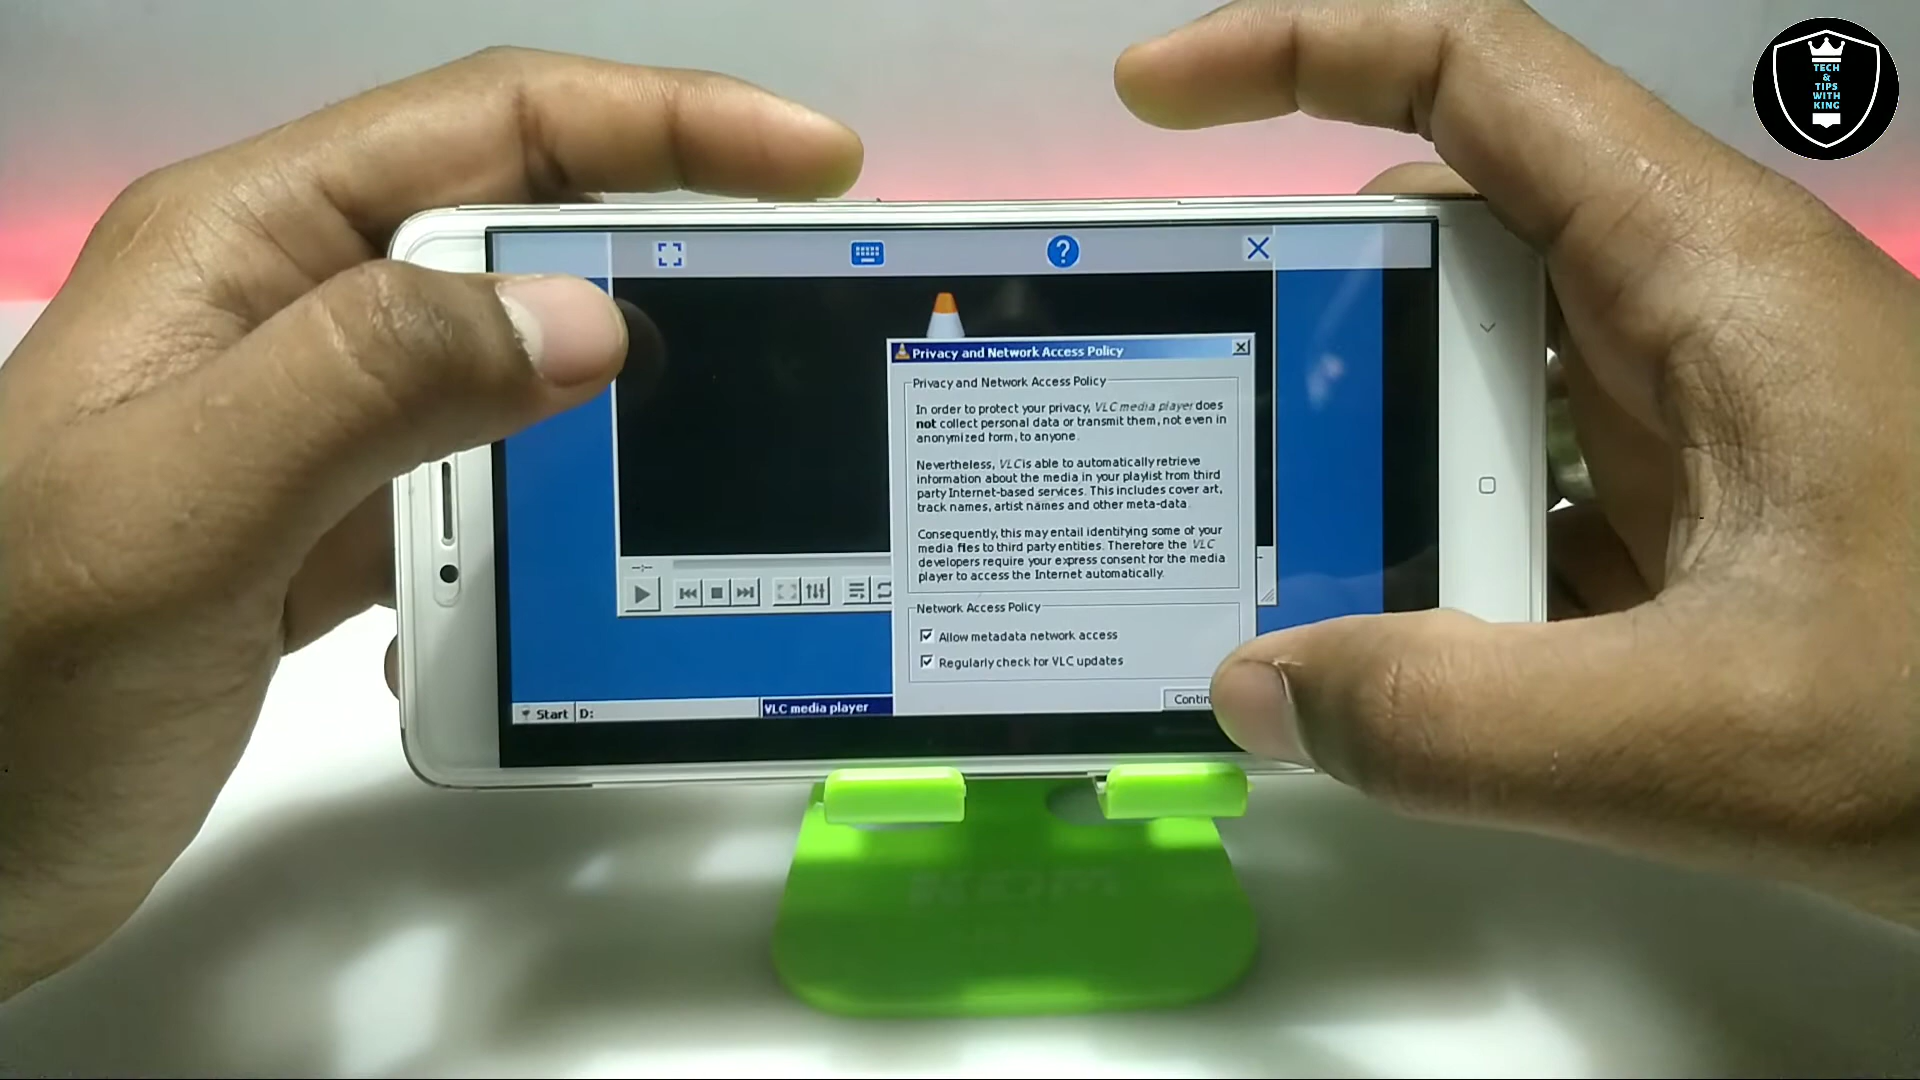 TECH
&
TIPS
WITH
KING
?
Privacy and Network Access Policy
Privacy and Network Access Policy
In order to protect your privacy, VLC media player does
not collect personal data or transmit them, not even in
anonymized form, to anyone.
Nevertheless, VLC is able to automatically retrieve
information about the media in your playlist from third
party Internet-based services. This includes cover art,
track names, artist names and other meta-data.
Consequently, this may entail identifying some of your
media files to third party entities. Therefore the VLC
developers require your express consent for the media
player to access the Internet automatically.
--:--
Network Access Policy
Allow metadata network access
Regularly check for VLC updates
Contin
Start
D:
VLC media player